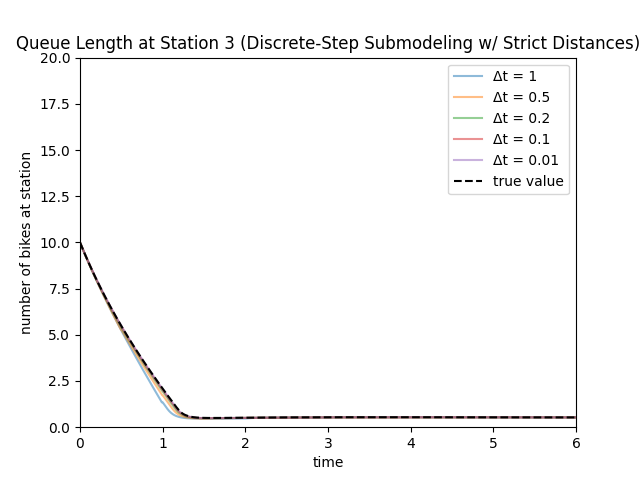 Queue Length at Station 3 (Discrete-Step Submodeling w/ Strict Distances)
20.0
17.5
15.0
12.5
10.0
7.5
5.0
2.5
0.0
number of bikes at station
Δt = 1
Δt = 0.5
Δt = 0.2
Δt = 0.1
Δt = 0.01
true value
0 1 2 3 4 5 6
time